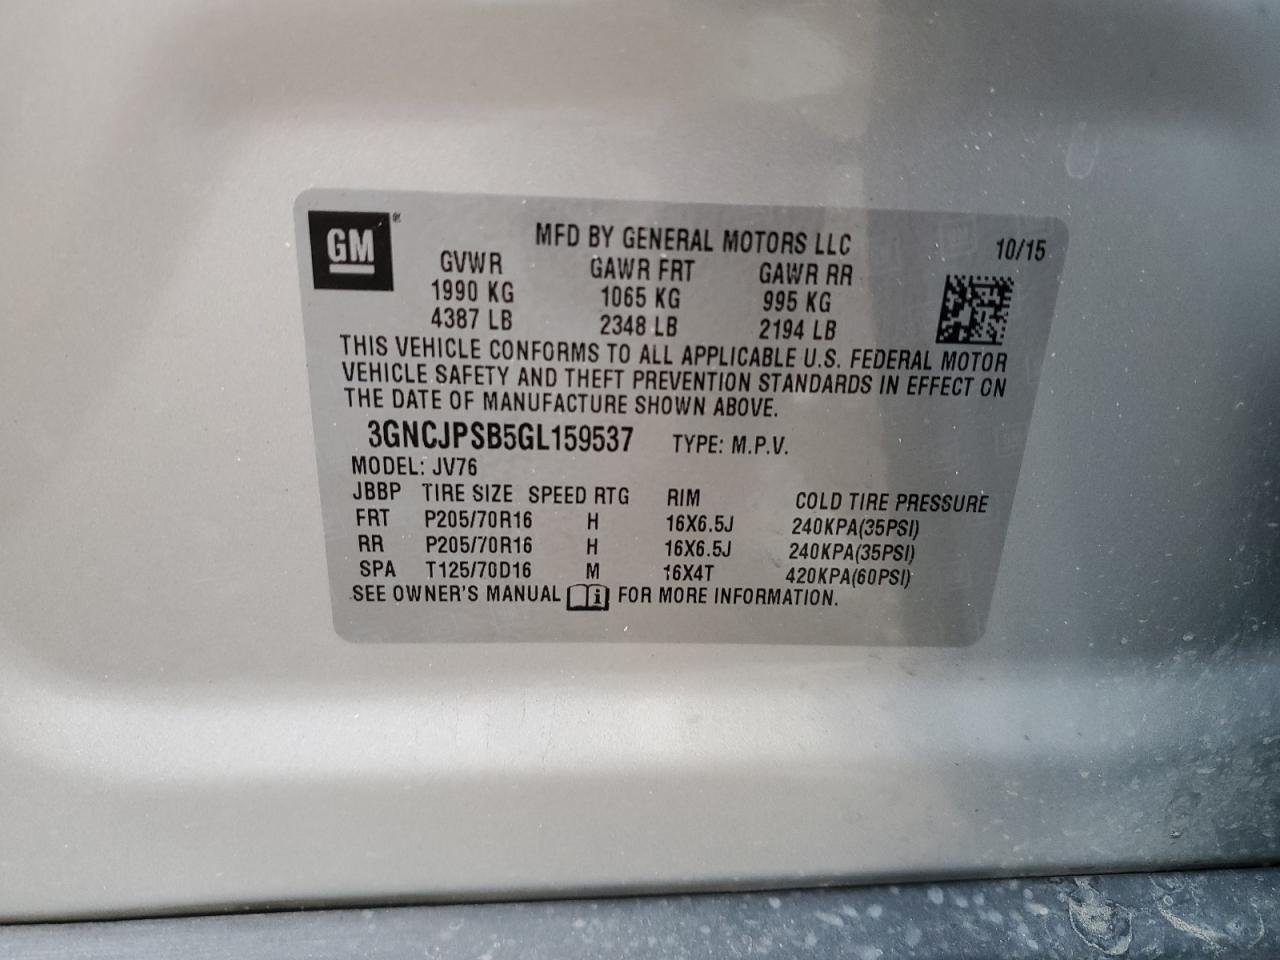 GM®
MFD BY GENERAL MOTORS LLC 10/15
GVWR GAWR FRT GAWR RR
1990 KG 1065 KG 995 KG
4387 LB 2348 LB 2194 LB
THIS VEHICLE CONFORMS TO ALL APPLICABLE U.S. FEDERAL MOTOR
VEHICLE SAFETY AND THEFT PREVENTION STANDARDS IN EFFECT ON
THE DATE OF MANUFACTURE SHOWN ABOVE.
3GNCJPSB5GL159537 TYPE: M.P.V.
MODEL: JV76
JBBP TIRE SIZE SPEED RTG RIM COLD TIRE PRESSURE
FRT P205/70R16 H 16X6.5J 240KPA(35PSI)
RR P205/70R16 H 16X6.5J 240KPA(35PSI)
SPA T125/70D16 M 16X4T 420KPA(60PSI)
SEE OWNER'S MANUAL i FOR MORE INFORMATION.